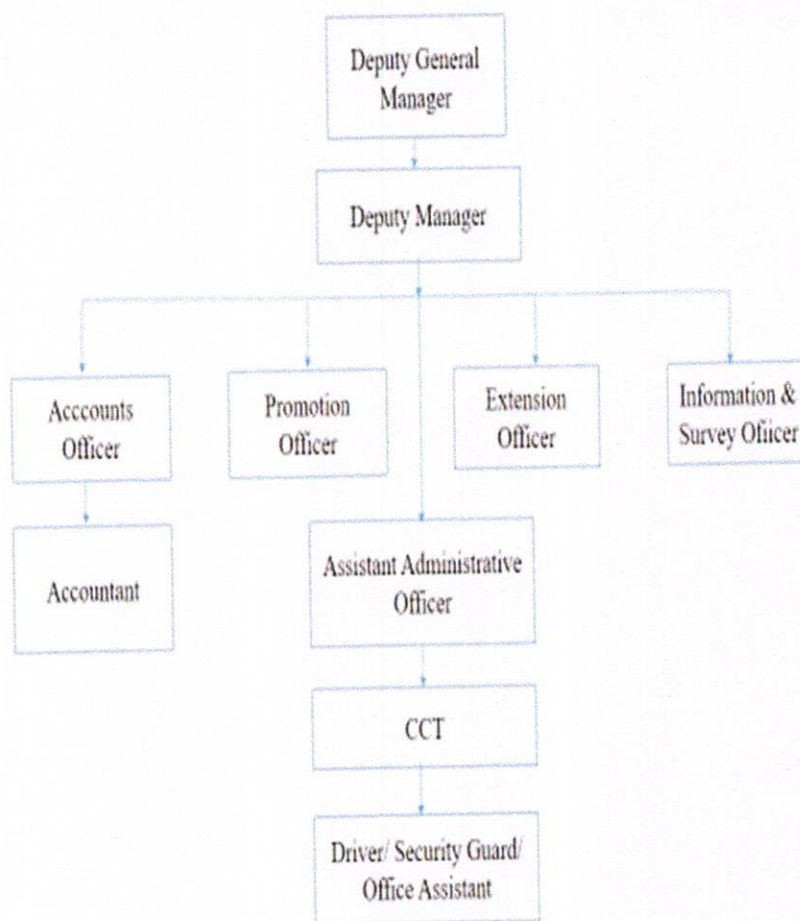 Deputy General
Manager
Deputy Manager
Acccounts
Officer
Promotion
Officer
Extension
Officer
Information &
Survey Ofiicer
Accountant
Assistant Administrative
Officer
CCT
Driver/ Security Guard/
Office Assistant